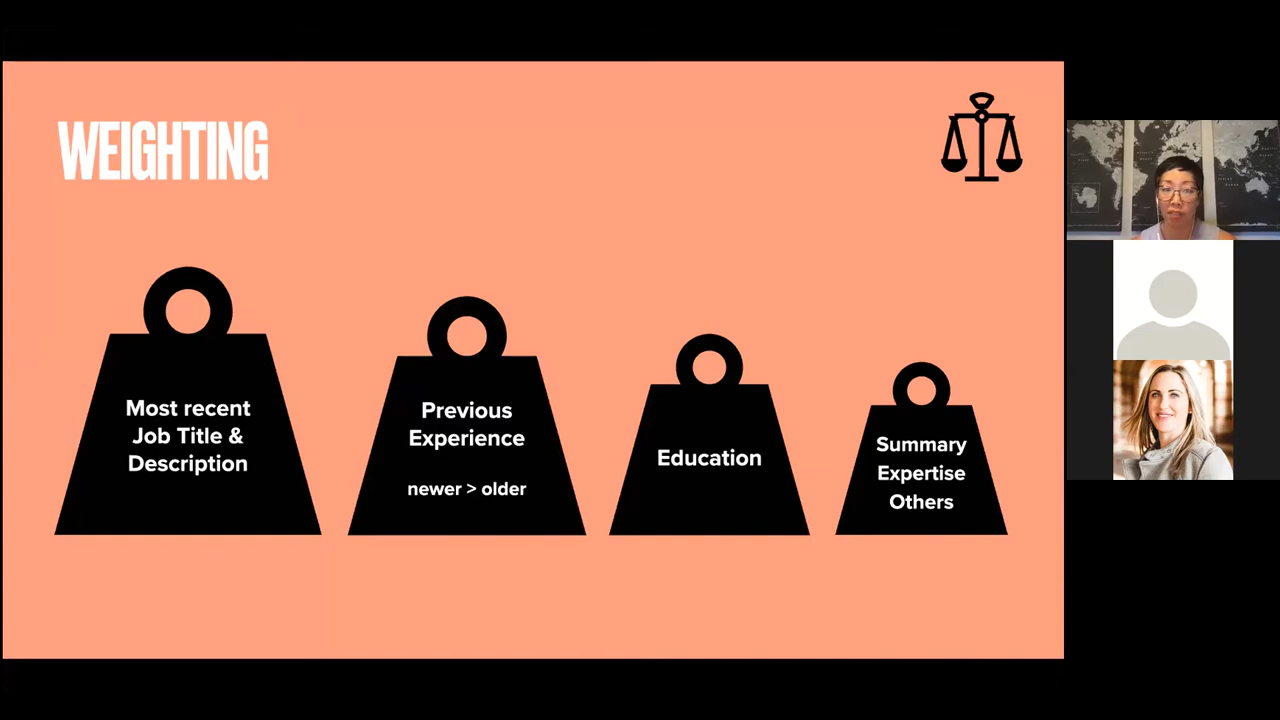 WEIGHTING
Most recent
Job Title &
Description
Previous
Experience
newer > older
Education
Summary
Expertise
Others